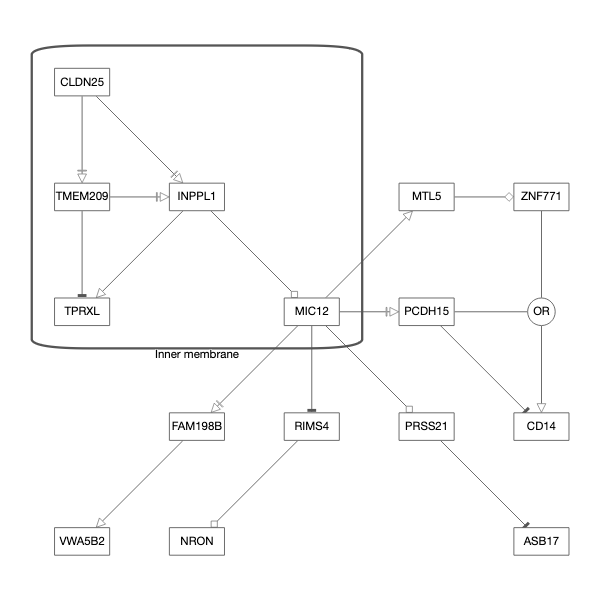 CLDN25
TMEM209
INPPL1
MTL5
ZNF771
TPRXL
MIC12
PCDH15
OR
Inner membrane
FAM198B
RIMS4
PRSS21
CD14
VWA5B2
NRON
ASB17